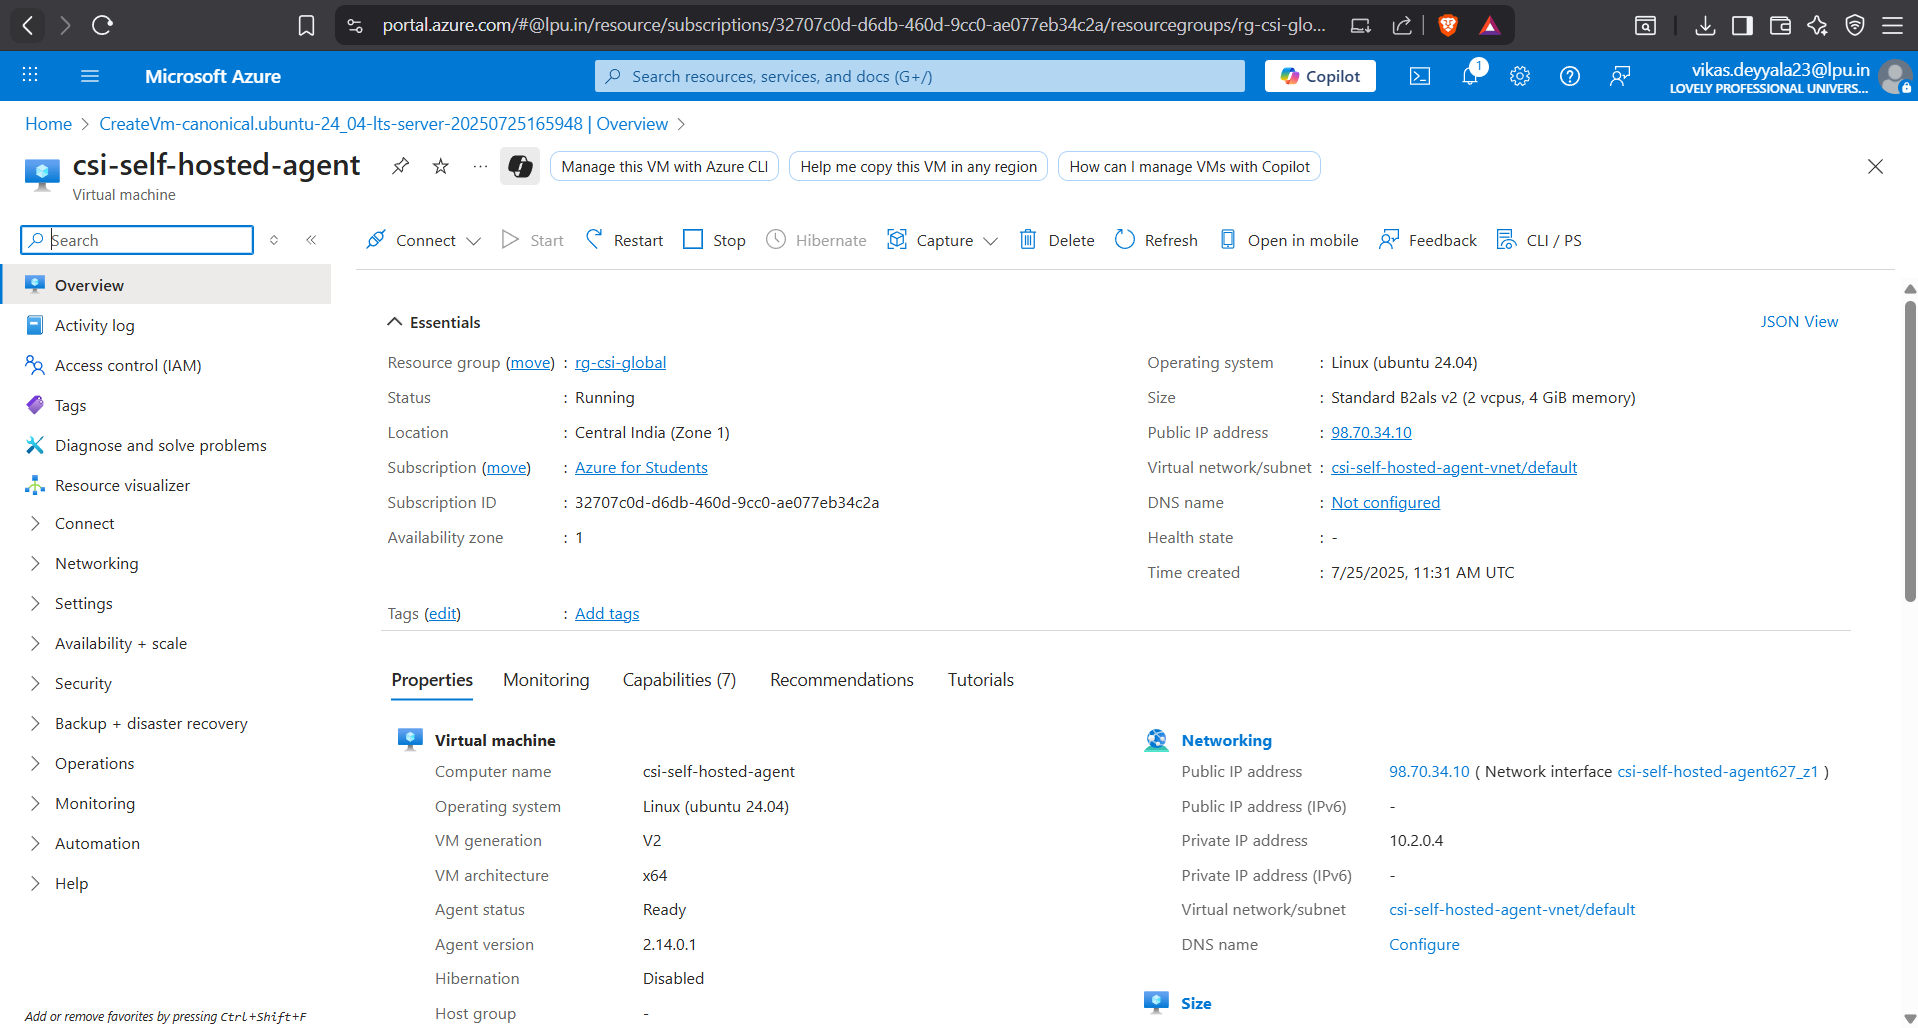 portal.azure.com/#@lpu.in/resource/subscriptions/32707c0d-d6db-460d-9cc0-ae077eb34c2a/resourcegroups/rg-csi-glo...
Microsoft Azure
Search resources, services, and docs (G+/)
Copilot
1
vikas.deyyala23@lpu.in
LOVELY PROFESSIONAL UNIVERS...
Home > CreateVm-canonical.ubuntu-24_04-lts-server-20250725165948 | Overview >
csi-self-hosted-agent
Virtual machine
Manage this VM with Azure CLI
Help me copy this VM in any region
How can I manage VMs with Copilot
Search
Connect
Start
Restart
Stop
Hibernate
Capture
Delete
Refresh
Open in mobile
Feedback
CLI / PS
Overview
Activity log
Access control (IAM)
Tags
Diagnose and solve problems
Resource visualizer
Connect
Networking
Settings
Availability + scale
Security
Backup + disaster recovery
Operations
Monitoring
Automation
Help
Add or remove favorites by pressing Ctrl+Shift+F
Essentials
JSON View
Resource group (move) : rg-csi-global
Status : Running
Location : Central India (Zone 1)
Subscription (move) : Azure for Students
Subscription ID : 32707c0d-d6db-460d-9cc0-ae077eb34c2a
Availability zone : 1
Operating system : Linux (ubuntu 24.04)
Size : Standard B2als v2 (2 vcpus, 4 GiB memory)
Public IP address : 98.70.34.10
Virtual network/subnet : csi-self-hosted-agent-vnet/default
DNS name : Not configured
Health state : -
Time created : 7/25/2025, 11:31 AM UTC
Tags (edit) : Add tags
Properties
Monitoring
Capabilities (7)
Recommendations
Tutorials
Virtual machine
Computer name csi-self-hosted-agent
Operating system Linux (ubuntu 24.04)
VM generation V2
VM architecture x64
Agent status Ready
Agent version 2.14.0.1
Hibernation Disabled
Host group -
Networking
Public IP address 98.70.34.10 ( Network interface csi-self-hosted-agent627_z1 )
Public IP address (IPv6) -
Private IP address 10.2.0.4
Private IP address (IPv6) -
Virtual network/subnet csi-self-hosted-agent-vnet/default
DNS name Configure
Size